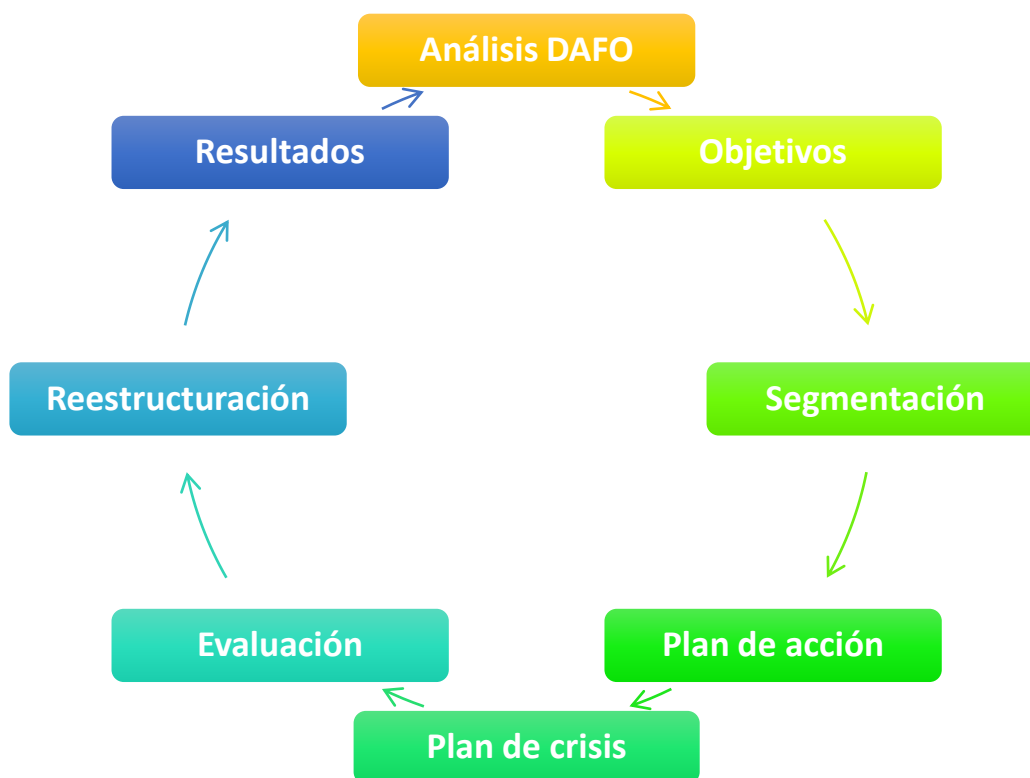 Análisis DAFO
Objetivos
Segmentación
Plan de acción
Plan de crisis
Evaluación
Reestructuración
Resultados